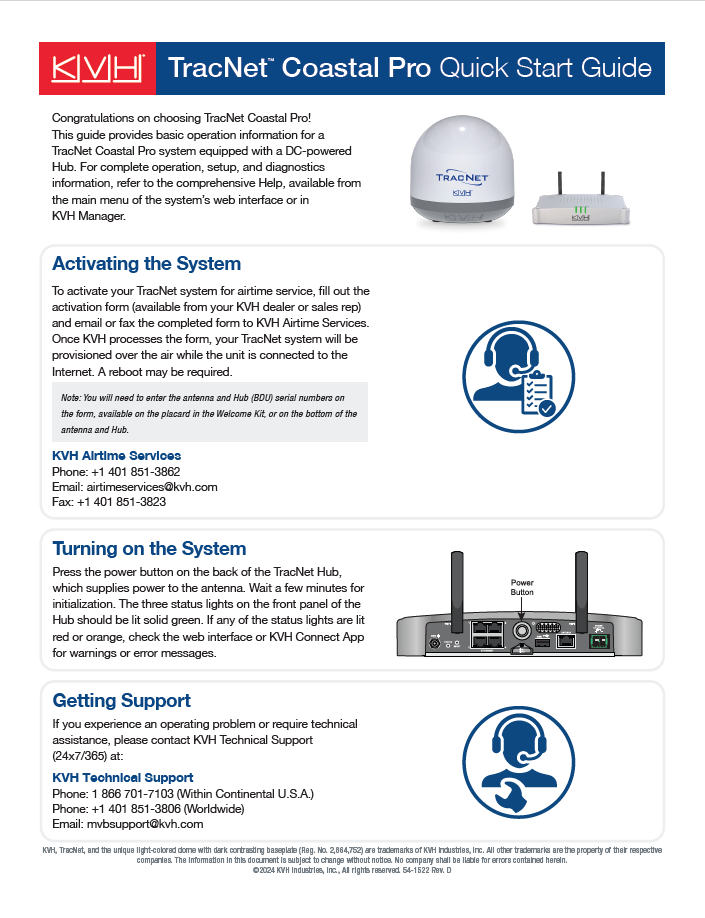 KVH TracNet™ Coastal Pro Quick Start Guide
Congratulations on choosing TracNet Coastal Pro!
This guide provides basic operation information for a
TracNet Coastal Pro system equipped with a DC-powered
Hub. For complete operation, setup, and diagnostics
information, refer to the comprehensive Help, available from
the main menu of the system's web interface or in
KVH Manager.
TRACNET
KVH
KVH
Activating the System
To activate your TracNet system for airtime service, fill out the
activation form (available from your KVH dealer or sales rep)
and email or fax the completed form to KVH Airtime Services.
Once KVH processes the form, your TracNet system will be
provisioned over the air while the unit is connected to the
Internet. A reboot may be required.
Note: You will need to enter the antenna and Hub (BDU) serial numbers on
the form, available on the placard in the Welcome Kit, or on the bottom of the
antenna and Hub.
KVH Airtime Services
Phone: +1 401 851-3862
Email: airtimeservices@kvh.com
Fax: +1 401 851-3823
Turning on the System
Press the power button on the back of the TracNet Hub,
which supplies power to the antenna. Wait a few minutes for
initialization. The three status lights on the front panel of the
Hub should be lit solid green. If any of the status lights are lit
red or orange, check the web interface or KVH Connect App
for warnings or error messages.
Power
Button
Getting Support
If you experience an operating problem or require technical
assistance, please contact KVH Technical Support
(24x7/365) at:
KVH Technical Support
Phone: 1 866 701-7103 (Within Continental U.S.A.)
Phone: +1 401 851-3806 (Worldwide)
Email: mvbsupport@kvh.com
KVH, TracNet, and the unique light-colored dome with dark contrasting baseplate (Reg. No. 2,664,752) are trademarks of KVH Industries, Inc. All other trademarks are the property of their respective
companies. The information in this document is subject to change without notice. No company shall be liable for errors contained herein.
©2024 KVH Industries, Inc., All rights reserved. 54-1522 Rev. D